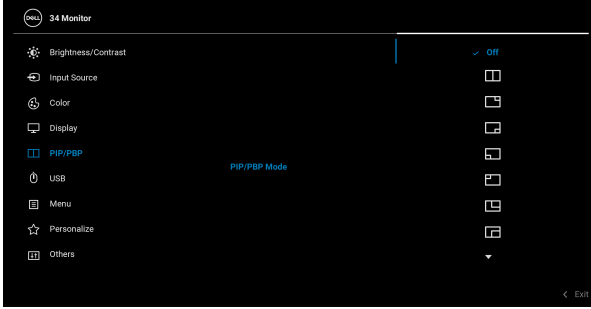 DELL 34 Monitor
Brightness/Contrast
Off
Input Source
Color
Display
PIP/PBP
PIP/PBP Mode
USB
Menu
Personalize
Others
Exit